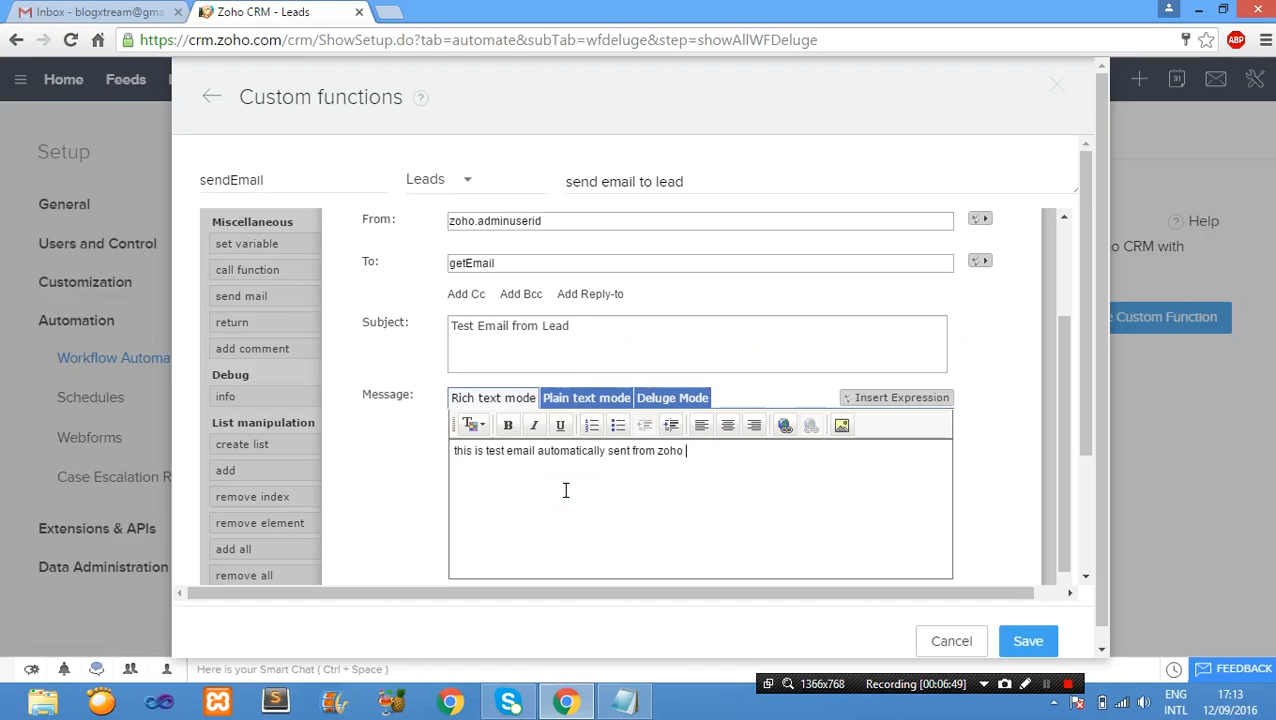 Inbox - blogxtream@gma
Zoho CRM - Leads
https://crm.zoho.com/crm/ShowSetup.do?tab=automate&subTab=wfdeluge&step=showAllWFDeluge
ABP
Home
Feeds
31
Custom functions
?
Setup
sendEmail
Leads
send email to lead
General
Users and Control
Customization
Automation
Workflow Automa
Schedules
Webforms
Case Escalation R
Extensions & APIs
Data Administration
Miscellaneous
set variable
call function
send mail
return
add comment
Debug
info
List manipulation
create list
add
remove index
remove element
add all
remove all
From:
zoho.adminuserid
To:
getEmail
Add Cc
Add Bcc
Add Reply-to
Subject:
Test Email from Lead
Message:
Rich text mode
Plain text mode
Deluge Mode
Insert Expression
B
I
U
this is test email automatically sent from zoho
? Help
o CRM with
e Custom Function
Cancel
Save
Here is your Smart Chat ( Ctrl + Space )
FEEDBACK
1366x768
Recording [00:06:49]
ENG
INTL
17:13
12/09/2016